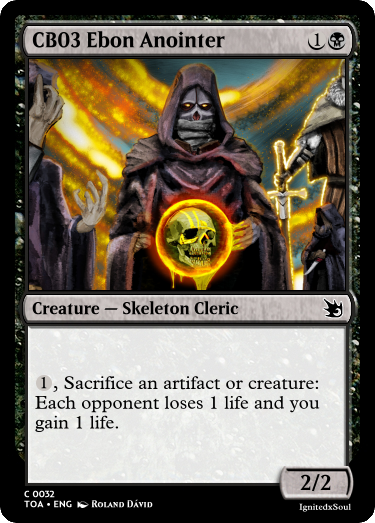 CB03 Ebon Anointer 1
Creature — Skeleton Cleric
1, Sacrifice an artifact or creature:
Each opponent loses 1 life and you
gain 1 life.
2/2
C 0032
TOA • ENG Roland Dávid
IgnitedxSoul